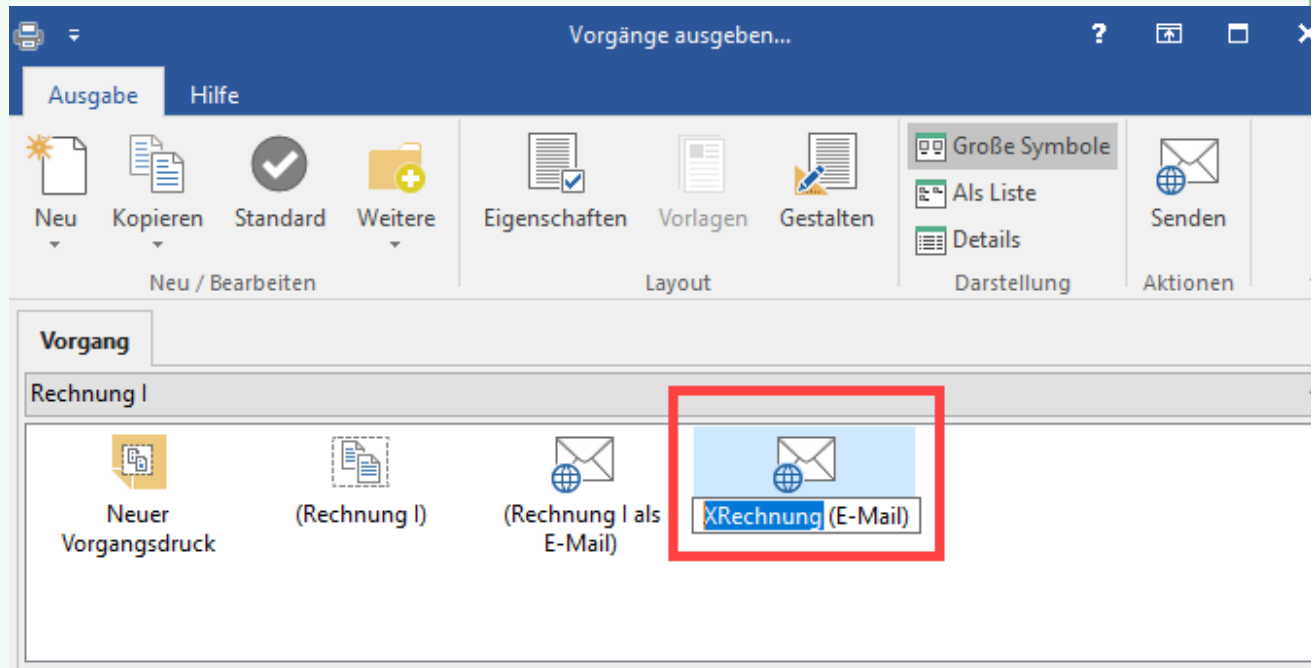 Vorgänge ausgeben...
?
Ausgabe Hilfe
Neu Kopieren Standard Weitere Eigenschaften Vorlagen Gestalten Große Symbole Als Liste Details Senden
Neu / Bearbeiten Layout Darstellung Aktionen
Vorgang
Rechnung I
Neuer
Vorgangsdruck
(Rechnung I)
(Rechnung I als
E-Mail)
XRechnung (E-Mail)